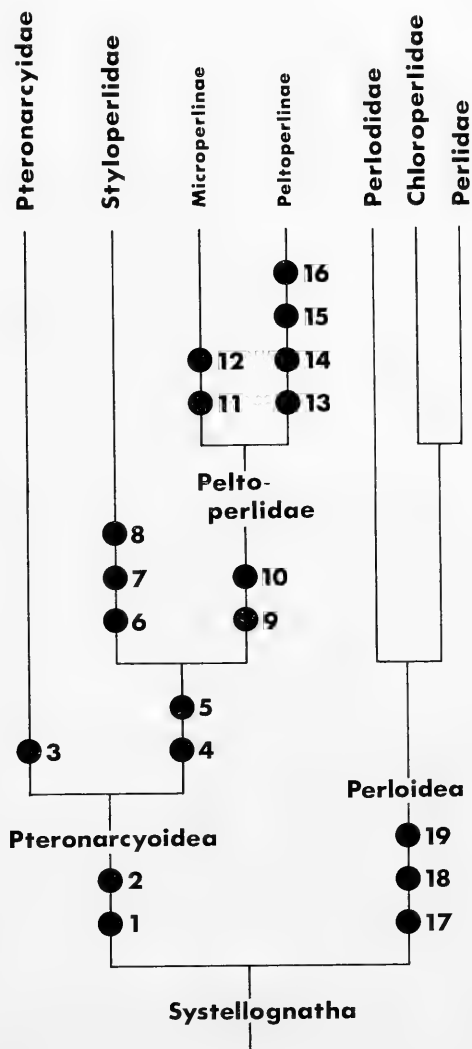 Pteronarcyidae
Styloperlidae
Microperlinae
Peltoperlinae
Perlodidae
Chloroperlidae
Perlidae
16
15
12
14
11
13
Pelto-
perlidae
8
7
10
6
9
5
3
4
Perloidea
Pteronarcyoidea
19
2
18
1
17
Systellognatha